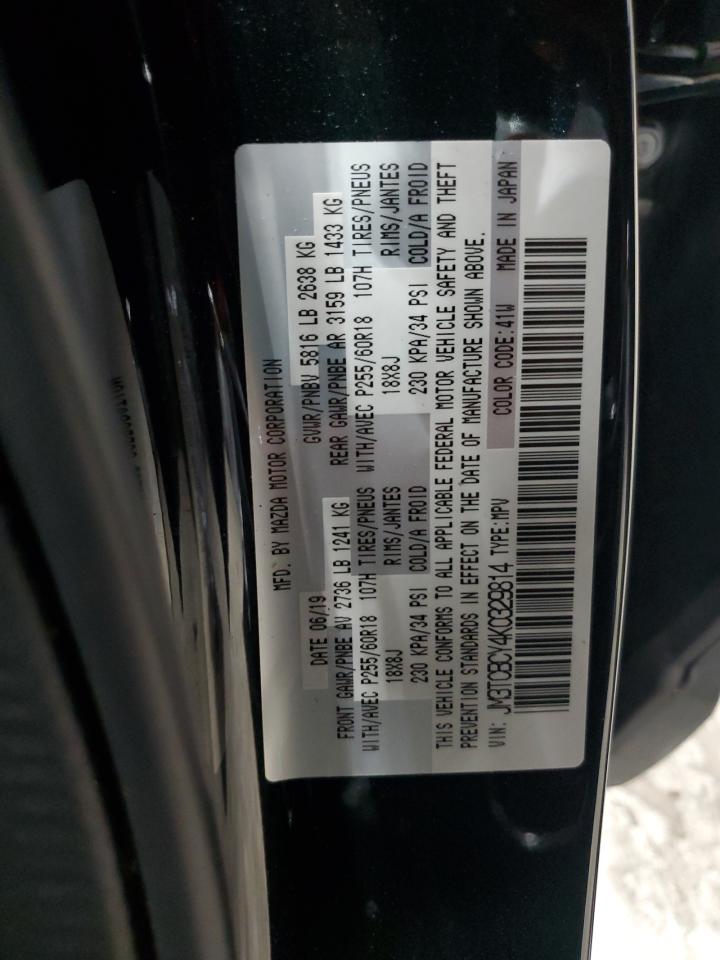 MFD. BY MAZDA MOTOR CORPORATION
DATE 06/19 GVWR/PNBV 5816 LB 2638 KG
FRONT GAWR/PNBE AV 2736 LB 1241 KG REAR GAWR/PNBE AR 3159 LB 1433 KG
WITH/AVEC P255/60R18 107H TIRES/PNEUS WITH/AVEC P255/60R18 107H TIRES/PNEUS
18X8J RIMS/JANTES 18X8J RIMS/JANTES
230 KPA/34 PSI COLD/A FROID 230 KPA/34 PSI COLD/A FROID
THIS VEHICLE CONFORMS TO ALL APPLICABLE FEDERAL MOTOR VEHICLE SAFETY AND THEFT
PREVENTION STANDARDS IN EFFECT ON THE DATE OF MANUFACTURE SHOWN ABOVE.
VIN: JM3TCBCY4K0329814 TYPE:MPV COLOR CODE:41W MADE IN JAPAN